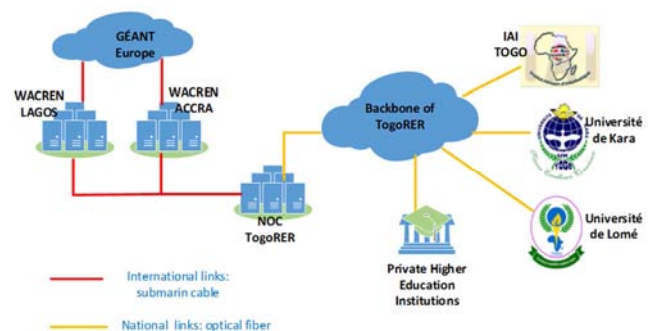 GÉANT
Europe
WACREN
LAGOS
WACREN
ACCRA
NOC
TogoRER
Backbone of
TogoRER
IAI
TOGO
Université
de Kara
Université
de Lomé
Private Higher
Education
Institutions
International links:
submarin cable
National links: optical fiber